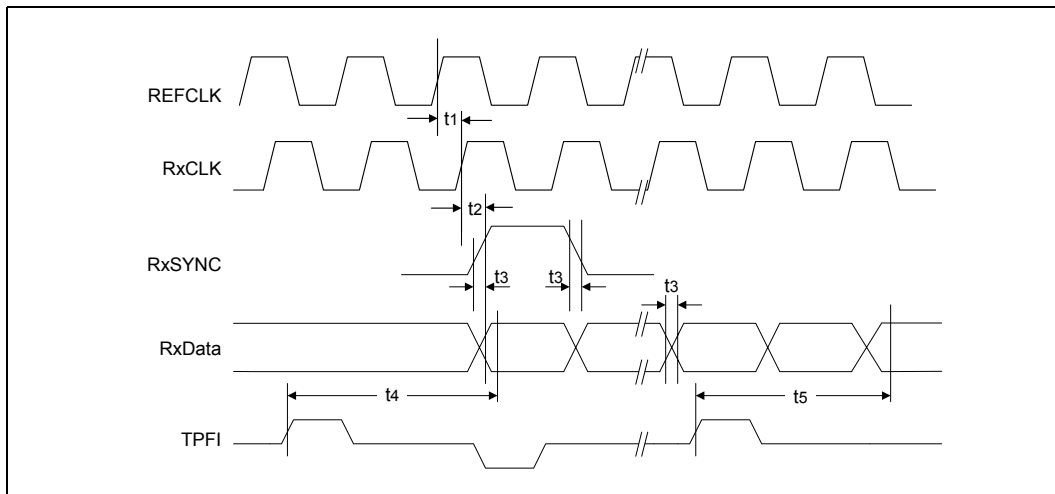 REFCLK
t1
RxCLK
t2
RxSYNC
t3
t3
t3
RxData
t4
t5
TPFI